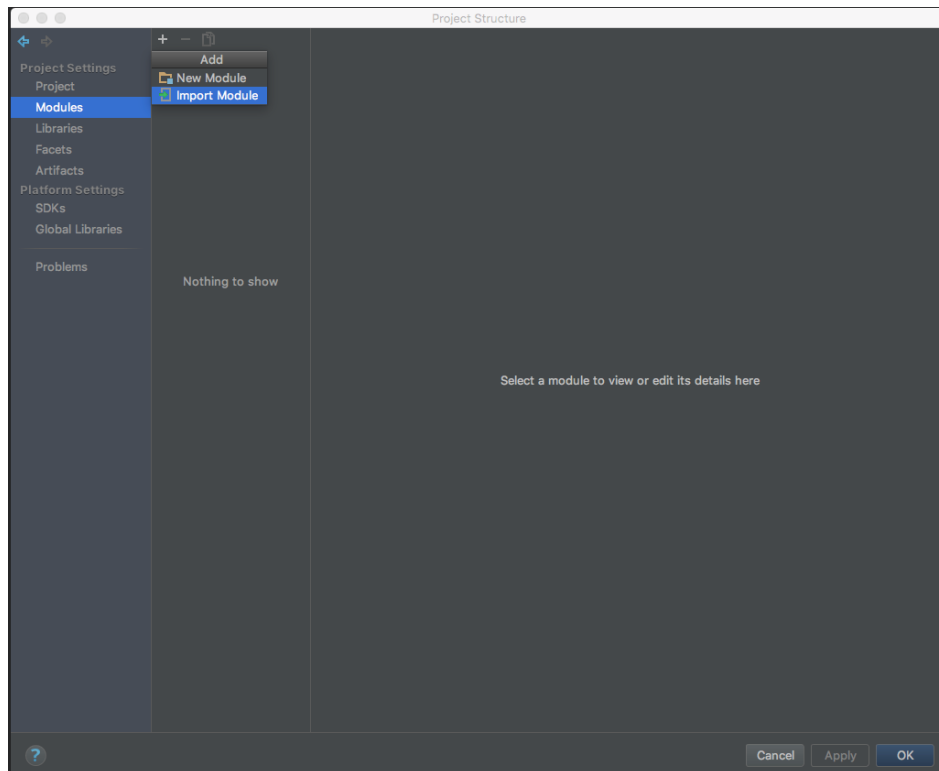 Project Structure
Project Settings
Project
Modules
Libraries
Facets
Artifacts
Platform Settings
SDKs
Global Libraries
Problems
Add
New Module
Import Module
Nothing to show
Select a module to view or edit its details here
?
Cancel
Apply
OK